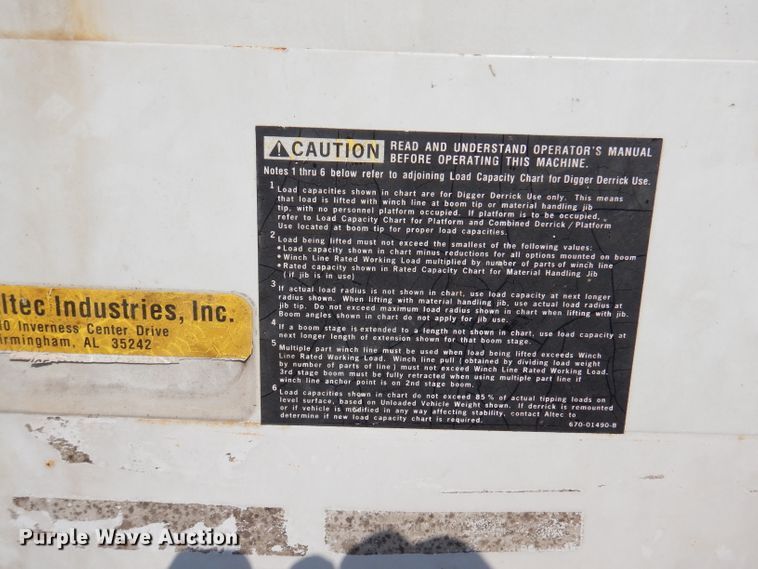 CAUTION READ AND UNDERSTAND OPERATOR'S MANUAL
BEFORE OPERATING THIS MACHINE.
Notes 1 thru 6 below refer to adjoining Load Capacity Chart for Digger Derrick Use.
1 Load capacities shown in chart are for Digger Derrick Use only. This means
that load is lifted with winch line at boom tip or material handling jib
tip, with no personnel platform occupied. If platform is to be occupied,
refer to Load Capacity Chart for Platform and Combined Derrick / Platform
Use located at boom tip for proper load capacities.
2 Load being lifted must not exceed the smallest of the following values:
• Load capacity shown in chart minus reductions for all options mounted on boom
• Winch Line Rated Working Load multiplied by number of parts of winch line
• Rated capacity shown in Rated Capacity Chart for Material Handling Jib
(if jib is in use)
3 If actual load radius is not shown in chart, use load capacity at next longer
radius shown. When lifting with material handling jib, use actual load radius at
jib tip. Do not exceed maximum load radius shown in chart when lifting with jib.
Boom angles shown in chart do not apply for jib use.
4 If a boom stage is extended to a length not shown in chart, use load capacity at
next longer length of extension shown for that boom stage.
5 Multiple part winch line must be used when load being lifted exceeds Winch
Line Rated Working Load. Winch line pull (obtained by dividing load weight
by number of parts of line) must not exceed Winch Line Rated Working Load.
3rd stage boom must be fully retracted when using multiple part line if
winch line anchor point is on 2nd stage boom.
6 Load capacities shown in chart do not exceed 85% of actual tipping loads on
level surface, based on Unloaded Vehicle Weight shown. If derrick is remounted
or if vehicle is modified in any way affecting stability, contact Altec to
determine if new load capacity chart is required.
670-01490-B
ltec Industries, Inc.
10 Inverness Center Drive
irmingham, AL 35242
Purple Wave Auction